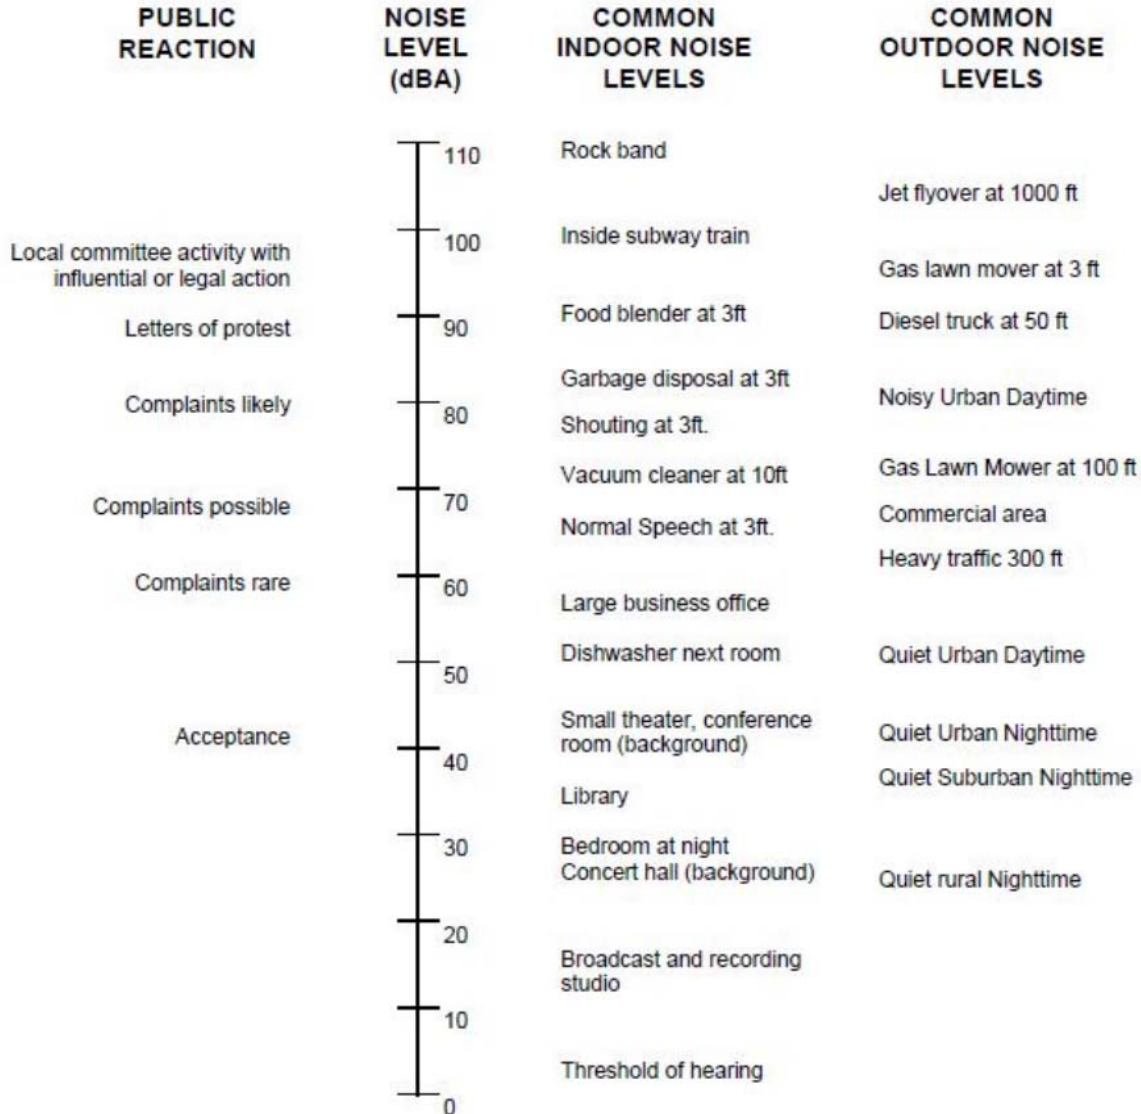 PUBLIC
REACTION
NOISE
LEVEL
(dBA)
COMMON
INDOOR NOISE
LEVELS
COMMON
OUTDOOR NOISE
LEVELS
110
Rock band
Jet flyover at 1000 ft
100
Inside subway train
Local committee activity with
influential or legal action
Gas lawn mover at 3 ft
Letters of protest
90
Food blender at 3ft
Diesel truck at 50 ft
Garbage disposal at 3ft
Complaints likely
80
Noisy Urban Daytime
Shouting at 3ft.
Vacuum cleaner at 10ft
Gas Lawn Mower at 100 ft
Complaints possible
70
Normal Speech at 3ft.
Commercial area
Heavy traffic 300 ft
Complaints rare
60
Large business office
Dishwasher next room
Quiet Urban Daytime
50
Acceptance
Small theater, conference
room (background)
Quiet Urban Nighttime
40
Quiet Suburban Nighttime
Library
30
Bedroom at night
Concert hall (background)
Quiet rural Nighttime
20
Broadcast and recording
studio
10
Threshold of hearing
0